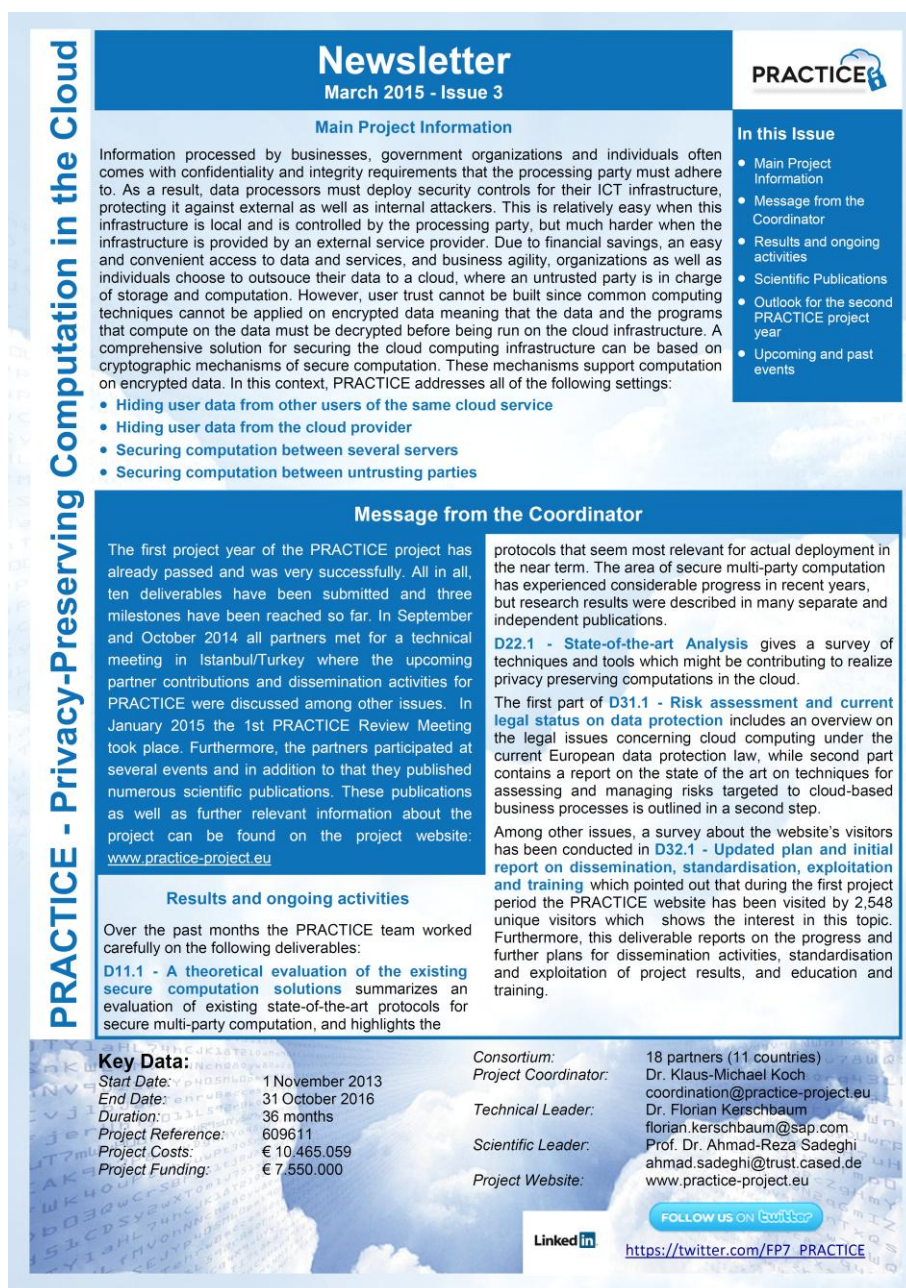 PRACTICE - Privacy-Preserving Computation in the Cloud
Newsletter
March 2015 - Issue 3
PRACTICE
Main Project Information
Information processed by businesses, government organizations and individuals often
comes with confidentiality and integrity requirements that the processing party must adhere
to. As a result, data processors must deploy security controls for their ICT infrastructure,
protecting it against external as well as internal attackers. This is relatively easy when this
infrastructure is local and is controlled by the processing party, but much harder when the
infrastructure is provided by an external service provider. Due to financial savings, an easy
and convenient access to data and services, and business agility, organizations as well as
individuals choose to outsouce their data to a cloud, where an untrusted party is in charge
of storage and computation. However, user trust cannot be built since common computing
techniques cannot be applied on encrypted data meaning that the data and the programs
that compute on the data must be decrypted before being run on the cloud infrastructure. A
comprehensive solution for securing the cloud computing infrastructure can be based on
cryptographic mechanisms of secure computation. These mechanisms support computation
on encrypted data. In this context, PRACTICE addresses all of the following settings:
• Hiding user data from other users of the same cloud service
• Hiding user data from the cloud provider
• Securing computation between several servers
• Securing computation between untrusting parties
In this Issue
• Main Project
Information
• Message from the
Coordinator
• Results and ongoing
activities
• Scientific Publications
• Outlook for the second
PRACTICE project
year
• Upcoming and past
events
Message from the Coordinator
The first project year of the PRACTICE project has
already passed and was very successfully. All in all,
ten deliverables have been submitted and three
milestones have been reached so far. In September
and October 2014 all partners met for a technical
meeting in Istanbul/Turkey where the upcoming
partner contributions and dissemination activities for
PRACTICE were discussed among other issues. In
January 2015 the 1st PRACTICE Review Meeting
took place. Furthermore, the partners participated at
several events and in addition to that they published
numerous scientific publications. These publications
as well as further relevant information about the
project can be found on the project website:
www.practice-project.eu
Results and ongoing activities
Over the past months the PRACTICE team worked
carefully on the following deliverables:
D11.1 - A theoretical evaluation of the existing
secure computation solutions summarizes an
evaluation of existing state-of-the-art protocols for
secure multi-party computation, and highlights the
protocols that seem most relevant for actual deployment in
the near term. The area of secure multi-party computation
has experienced considerable progress in recent years,
but research results were described in many separate and
independent publications.
D22.1 - State-of-the-art Analysis gives a survey of
techniques and tools which might be contributing to realize
privacy preserving computations in the cloud.
The first part of D31.1 - Risk assessment and current
legal status on data protection includes an overview on
the legal issues concerning cloud computing under the
current European data protection law, while second part
contains a report on the state of the art on techniques for
assessing and managing risks targeted to cloud-based
business processes is outlined in a second step.
Among other issues, a survey about the website's visitors
has been conducted in D32.1 - Updated plan and initial
report on dissemination, standardisation, exploitation
and training which pointed out that during the first project
period the PRACTICE website has been visited by 2,548
unique visitors which shows the interest in this topic.
Furthermore, this deliverable reports on the progress and
further plans for dissemination activities, standardisation
and exploitation of project results, and education and
training.
Key Data:
Start Date: 1 November 2013
End Date: 31 October 2016
Duration: 36 months
Project Reference: 609611
Project Costs: € 10.465.059
Project Funding: € 7.550.000
Consortium: 18 partners (11 countries)
Project Coordinator: Dr. Klaus-Michael Koch
coordination@practice-project.eu
Technical Leader: Dr. Florian Kerschbaum
florian.kerschbaum@sap.com
Scientific Leader: Prof. Dr. Ahmad-Reza Sadeghi
ahmad.sadeghi@trust.cased.de
Project Website: www.practice-project.eu
FOLLOW US ON twitter
Linked in
https://twitter.com/FP7_PRACTICE